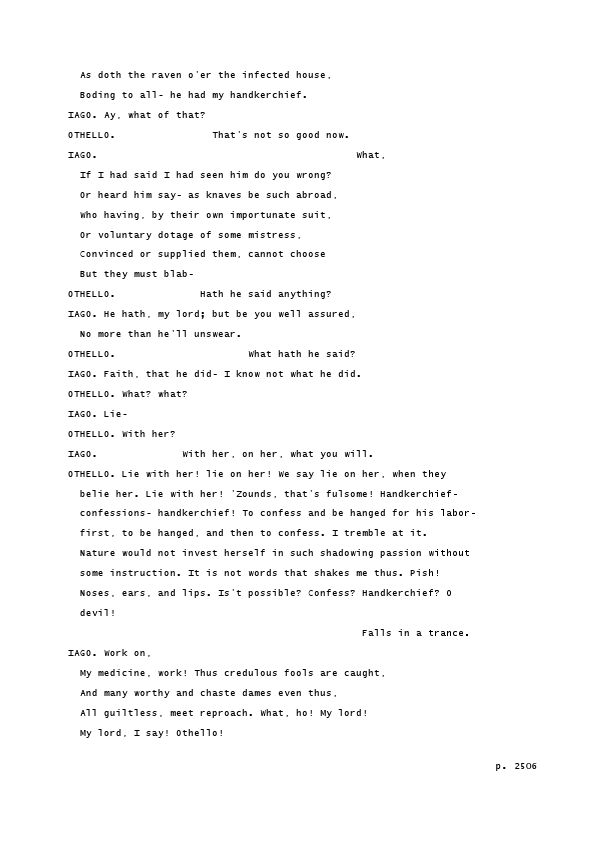 As doth the raven o'er the infected house,
Boding to all- he had my handkerchief.
IAGO. Ay, what of that?
OTHELLO. That's not so good now.
IAGO. What,
If I had said I had seen him do you wrong?
Or heard him say- as knaves be such abroad,
Who having, by their own importunate suit,
Or voluntary dotage of some mistress,
Convinced or supplied them, cannot choose
But they must blab-
OTHELLO. Hath he said anything?
IAGO. He hath, my lord; but be you well assured,
No more than he'll unswear.
OTHELLO. What hath he said?
IAGO. Faith, that he did- I know not what he did.
OTHELLO. What? what?
IAGO. Lie-
OTHELLO. With her?
IAGO. With her, on her, what you will.
OTHELLO. Lie with her! lie on her! We say lie on her, when they
belie her. Lie with her! 'Zounds, that's fulsome! Handkerchief-
confessions- handkerchief! To confess and be hanged for his labor-
first, to be hanged, and then to confess. I tremble at it.
Nature would not invest herself in such shadowing passion without
some instruction. It is not words that shakes me thus. Pish!
Noses, ears, and lips. Is't possible? Confess? Handkerchief? O
devil!
Falls in a trance.
IAGO. Work on,
My medicine, work! Thus credulous fools are caught,
And many worthy and chaste dames even thus,
All guiltless, meet reproach. What, ho! My lord!
My lord, I say! Othello!
p. 2506